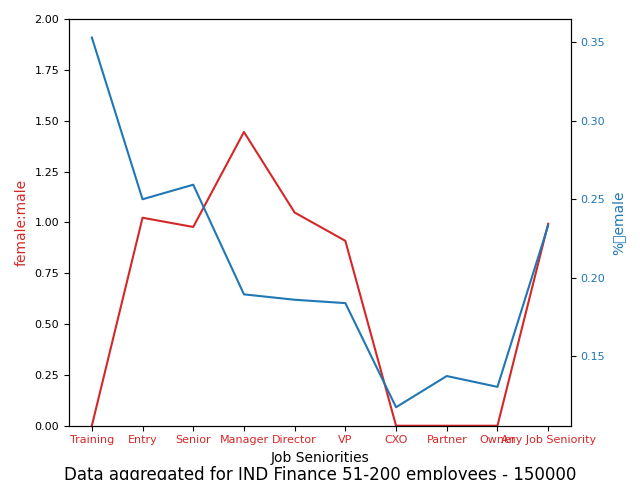 2.00
1.75
1.50
1.25
1.00
0.75
0.50
0.25
0.00
female:male
0.35
0.30
0.25
0.20
0.15
%▯emale
Training Entry Senior Manager Director VP CXO Partner Owner Any Job Seniority
Job Seniorities
Data aggregated for IND Finance 51-200 employees - 150000